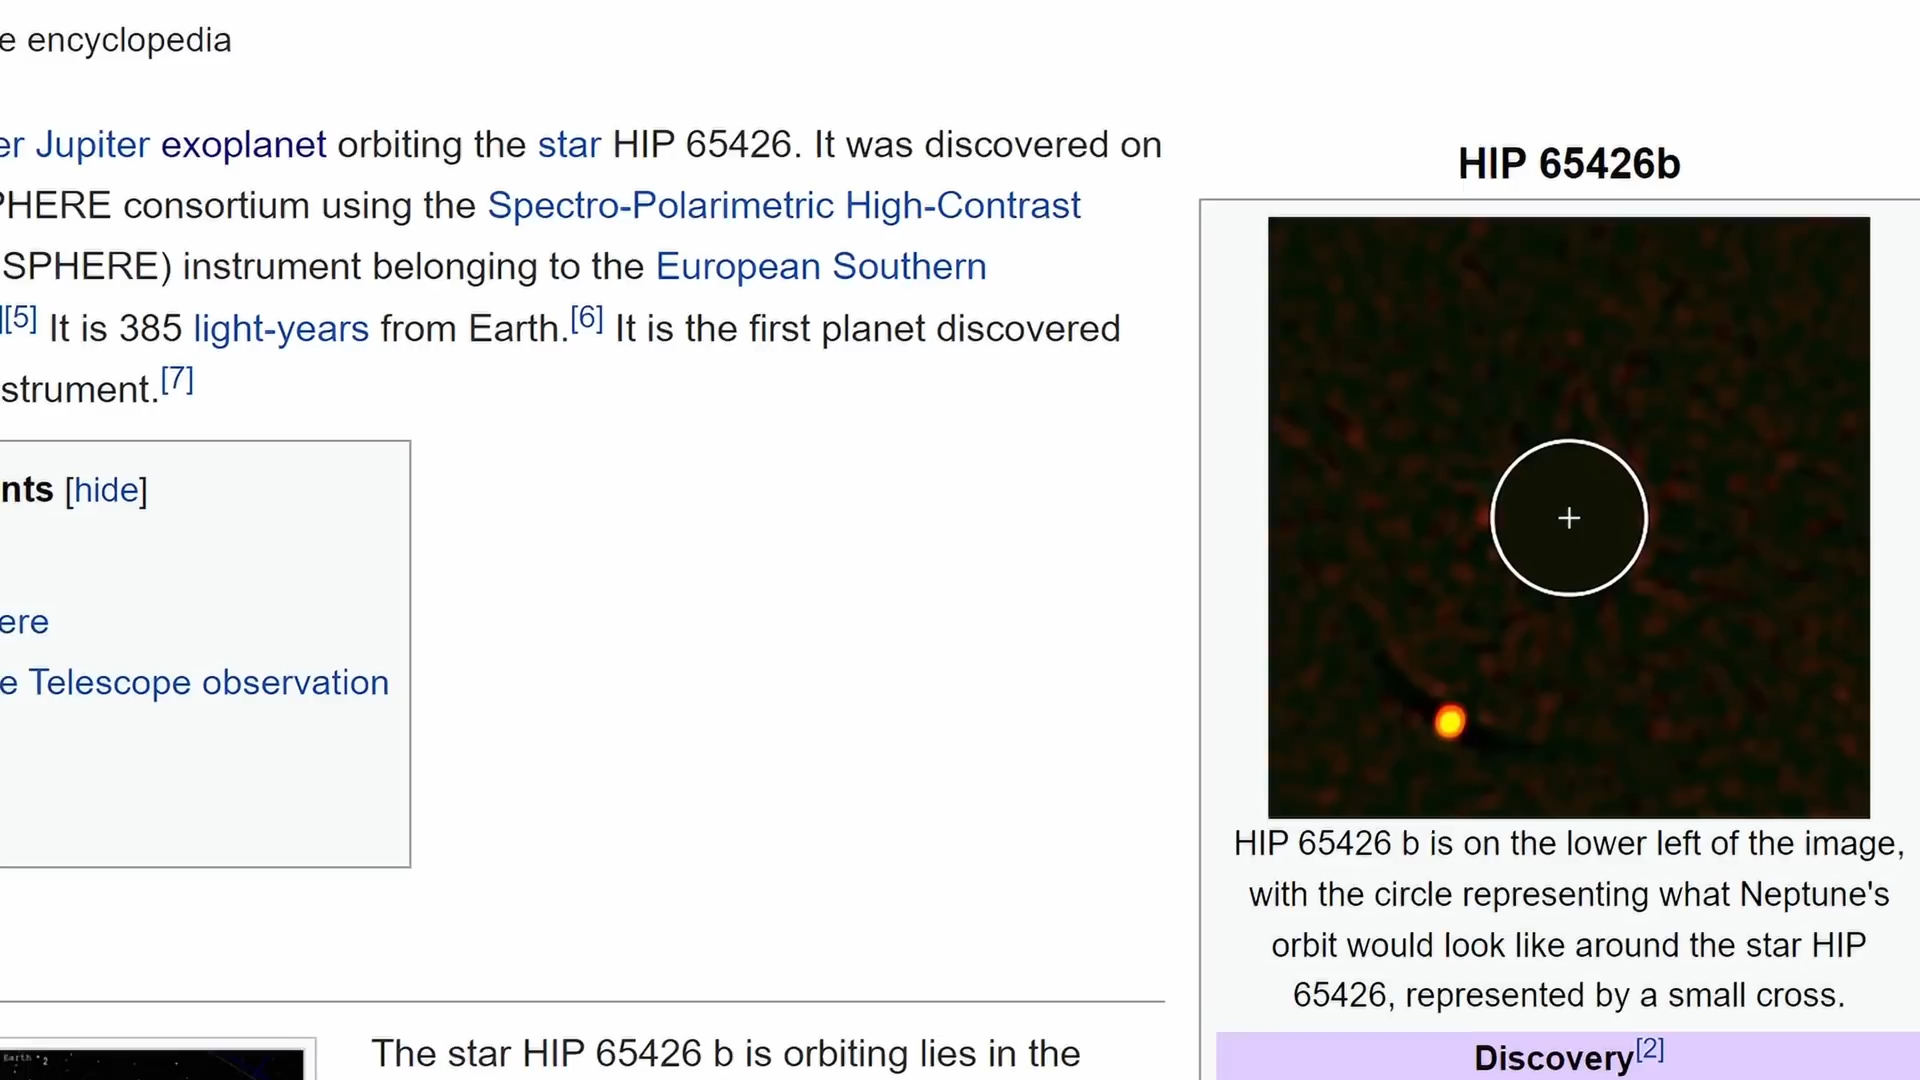 e encyclopedia
er Jupiter exoplanet orbiting the star HIP 65426. It was discovered on
PHERE consortium using the Spectro-Polarimetric High-Contrast
SPHERE) instrument belonging to the European Southern
][5] It is 385 light-years from Earth.[6] It is the first planet discovered
strument.[7]
nts [hide]
ere
e Telescope observation
HIP 65426b
HIP 65426 b is on the lower left of the image,
with the circle representing what Neptune's
orbit would look like around the star HIP
65426, represented by a small cross.
Discovery[2]
Earth
2
The star HIP 65426 b is orbiting lies in the